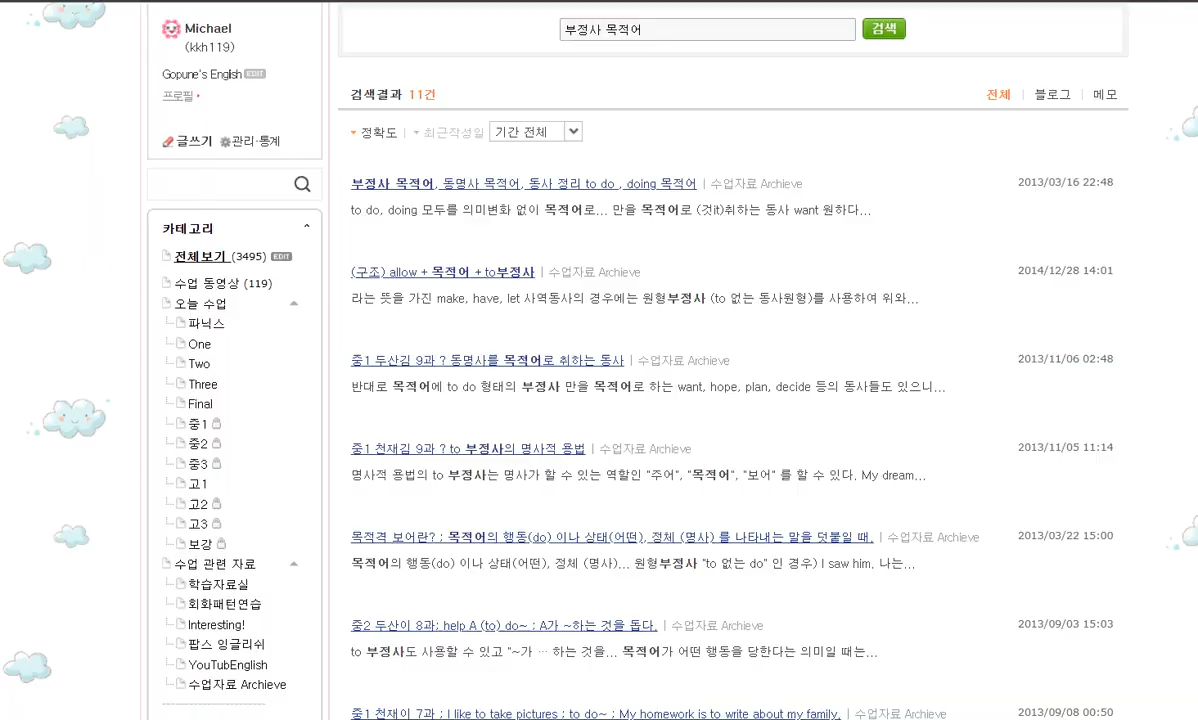 Michael
(kkh119)
Gopune's English EDIT
프로필
글쓰기 관리·통계
카테고리
전체보기 (3495) EDIT
수업 동영상 (119)
오늘 수업
파닉스
One
Two
Three
Final
중1
중2
중3
고1
고2
고3
보강
수업 관련 자료
학습자료실
회화패턴연습
Interesting!
팝스 잉글리쉬
YouTubEnglish
수업자료 Archieve
부정사 목적어 검색
검색결과 11건 전체 | 블로그 | 메모
정확도 | 최근작성일 기간 전체
부정사 목적어, 동명사 목적어, 동사 정리 to do , doing 목적어 | 수업자료 Archieve 2013/03/16 22:48
to do, doing 모두를 의미변화 없이 목적어로... 만을 목적어로 (것it)취하는 동사 want 원하다...
(구조) allow + 목적어 + to부정사 | 수업자료 Archieve 2014/12/28 14:01
라는 뜻을 가진 make, have, let 사역동사의 경우에는 원형부정사 (to 없는 동사원형)를 사용하여 위와...
중1 두산김 9과 ? 동명사를 목적어로 취하는 동사 | 수업자료 Archieve 2013/11/06 02:48
반대로 목적어에 to do 형태의 부정사 만을 목적어로 하는 want, hope, plan, decide 등의 동사들도 있으니...
중1 천재김 9과 ? to 부정사의 명사적 용법 | 수업자료 Archieve 2013/11/05 11:14
명사적 용법의 to 부정사는 명사가 할 수 있는 역할인 "주어", "목적어", "보어" 를 할 수 있다. My dream...
목적격 보어란? ; 목적어의 행동(do) 이나 상태(어떤), 정체 (명사) 를 나타내는 말을 덧붙일 때. | 수업자료 Archieve 2013/03/22 15:00
목적어의 행동(do) 이나 상태(어떤), 정체 (명사)... 원형부정사 "to 없는 do" 인 경우) I saw him. 나는...
중2 두산이 8과; help A (to) do~ ; A가 ~하는 것을 돕다. | 수업자료 Archieve 2013/09/03 15:03
to 부정사도 사용할 수 있고 "~가 … 하는 것을... 목적어가 어떤 행동을 당한다는 의미일 때는...
중1 천재이 7과 ; I like to take pictures ; to do~ ; My homework is to write about my family. | 수업자료 Archieve 2013/09/08 00:50